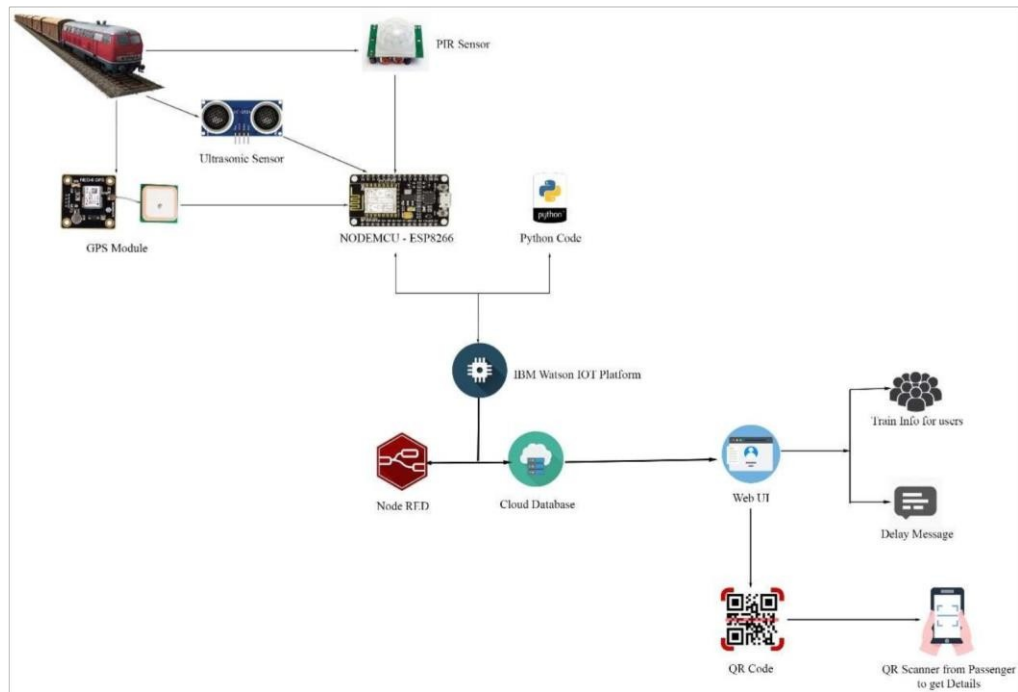 PIR Sensor
Ultrasonic Sensor
GPS Module
NODEMCU - ESP8266
python
Python Code
IBM Watson IOT Platform
Train Info for users
Node RED
Cloud Database
Web UI
Delay Message
QR Code
QR Scanner from Passenger
to get Details